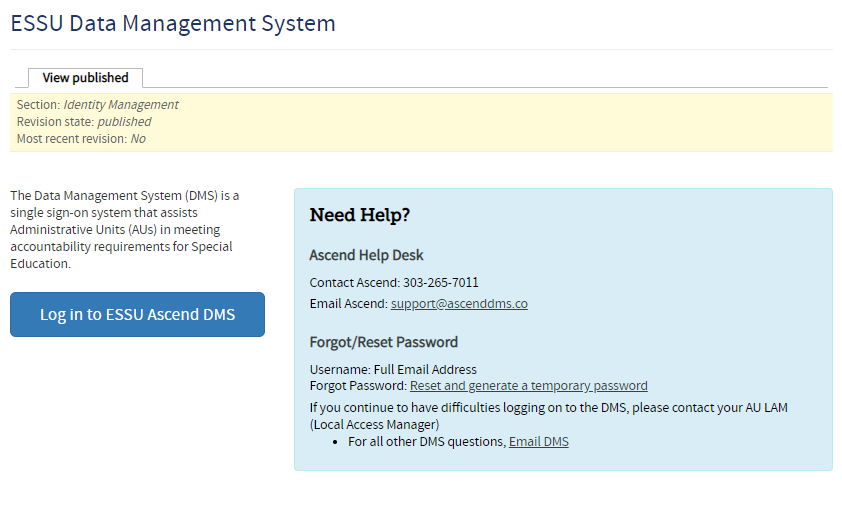 ESSU Data Management System
View published
Section: Identity Management
Revision state: published
Most recent revision: No
The Data Management System (DMS) is a
single sign-on system that assists
Administrative Units (AUs) in meeting
accountability requirements for Special
Education.
Log in to ESSU Ascend DMS
Need Help?
Ascend Help Desk
Contact Ascend: 303-265-7011
Email Ascend: support@ascenddms.co
Forgot/Reset Password
Username: Full Email Address
Forgot Password: Reset and generate a temporary password
If you continue to have difficulties logging on to the DMS, please contact your AU LAM
(Local Access Manager)
• For all other DMS questions, Email DMS